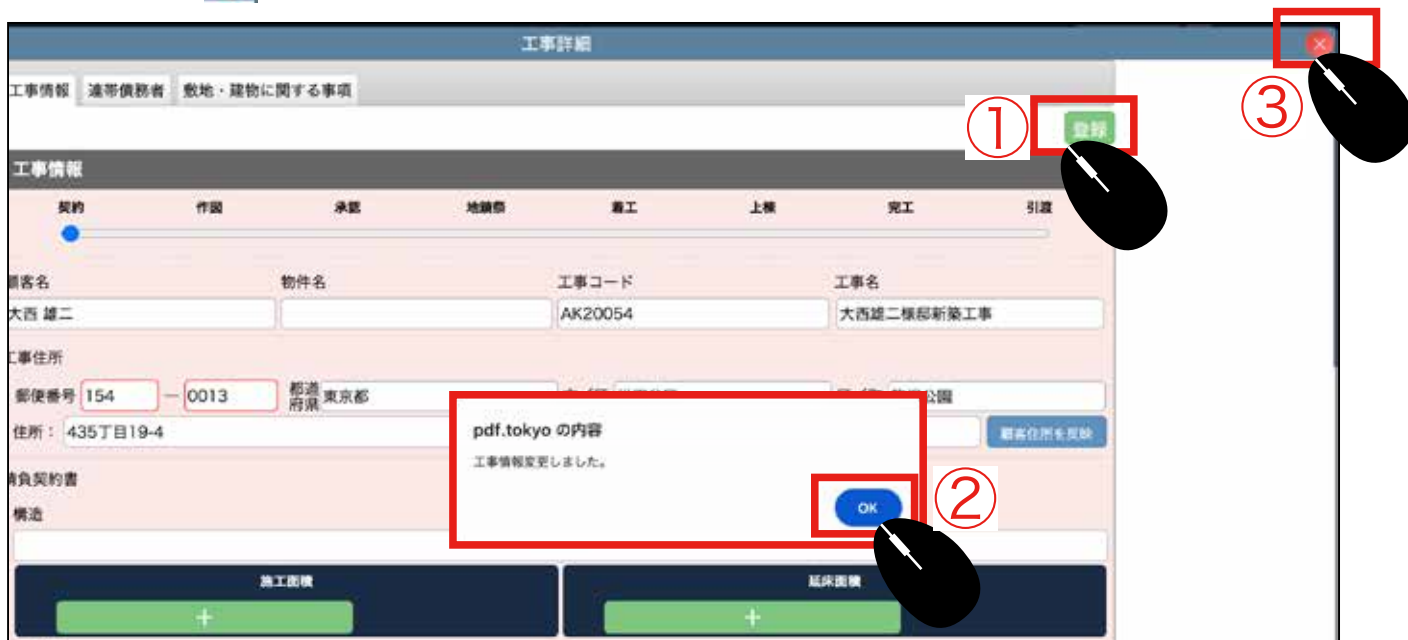 工事詳細
工事情報 連帯債務者 敷地・建物に関する事項
①
登録
③
工事情報
契約 作図 承認 地鎮祭 着工 上棟 完工 引渡
顧客名 物件名 工事コード 工事名
大西 雄二 AK20054 大西雄二様邸新築工事
工事住所
郵便番号 154 — 0013 都道府県 東京都 公園
住所： 435丁目19-4
顧客住所を反映
pdf.tokyo の内容
工事情報変更しました。
OK
②
請負契約書
構造
施工面積 延床面積
+ +